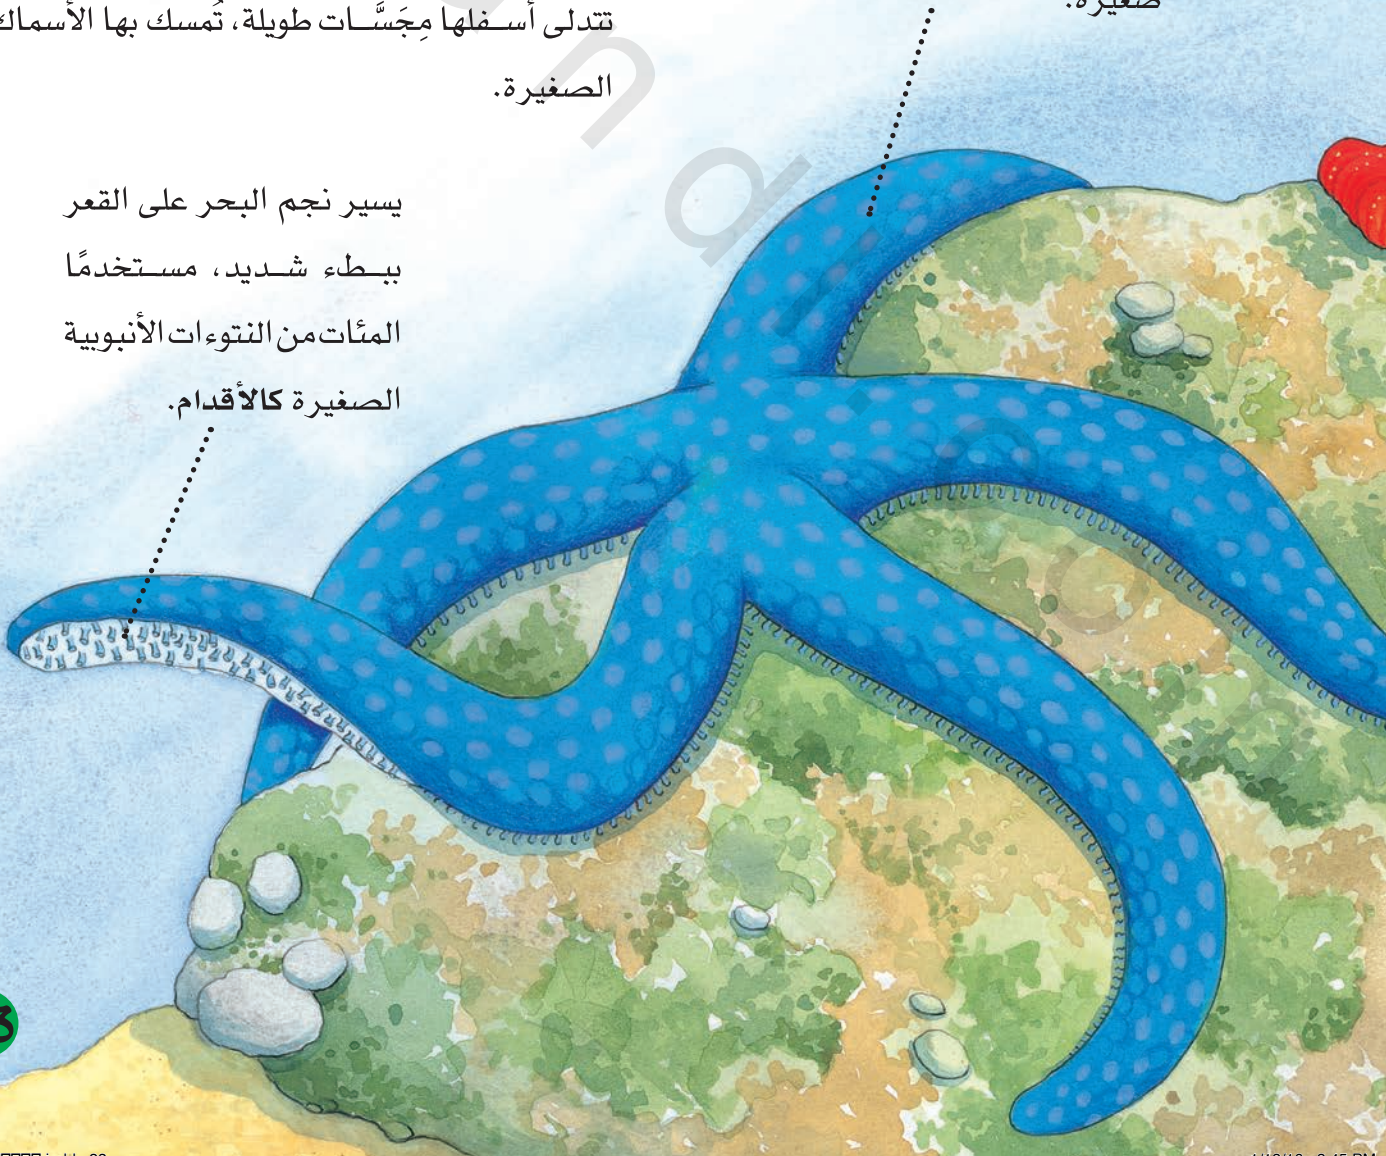 صغيرة.
تتدلى أسفلها مِجَسَّات طويلة، تُمسك بها الأسماك
الصغيرة.
يسير نجم البحر على القعر
ببطء شديد، مستخدمًا
المئات من النتوءات الأنبوبية
الصغيرة كالأقدام.